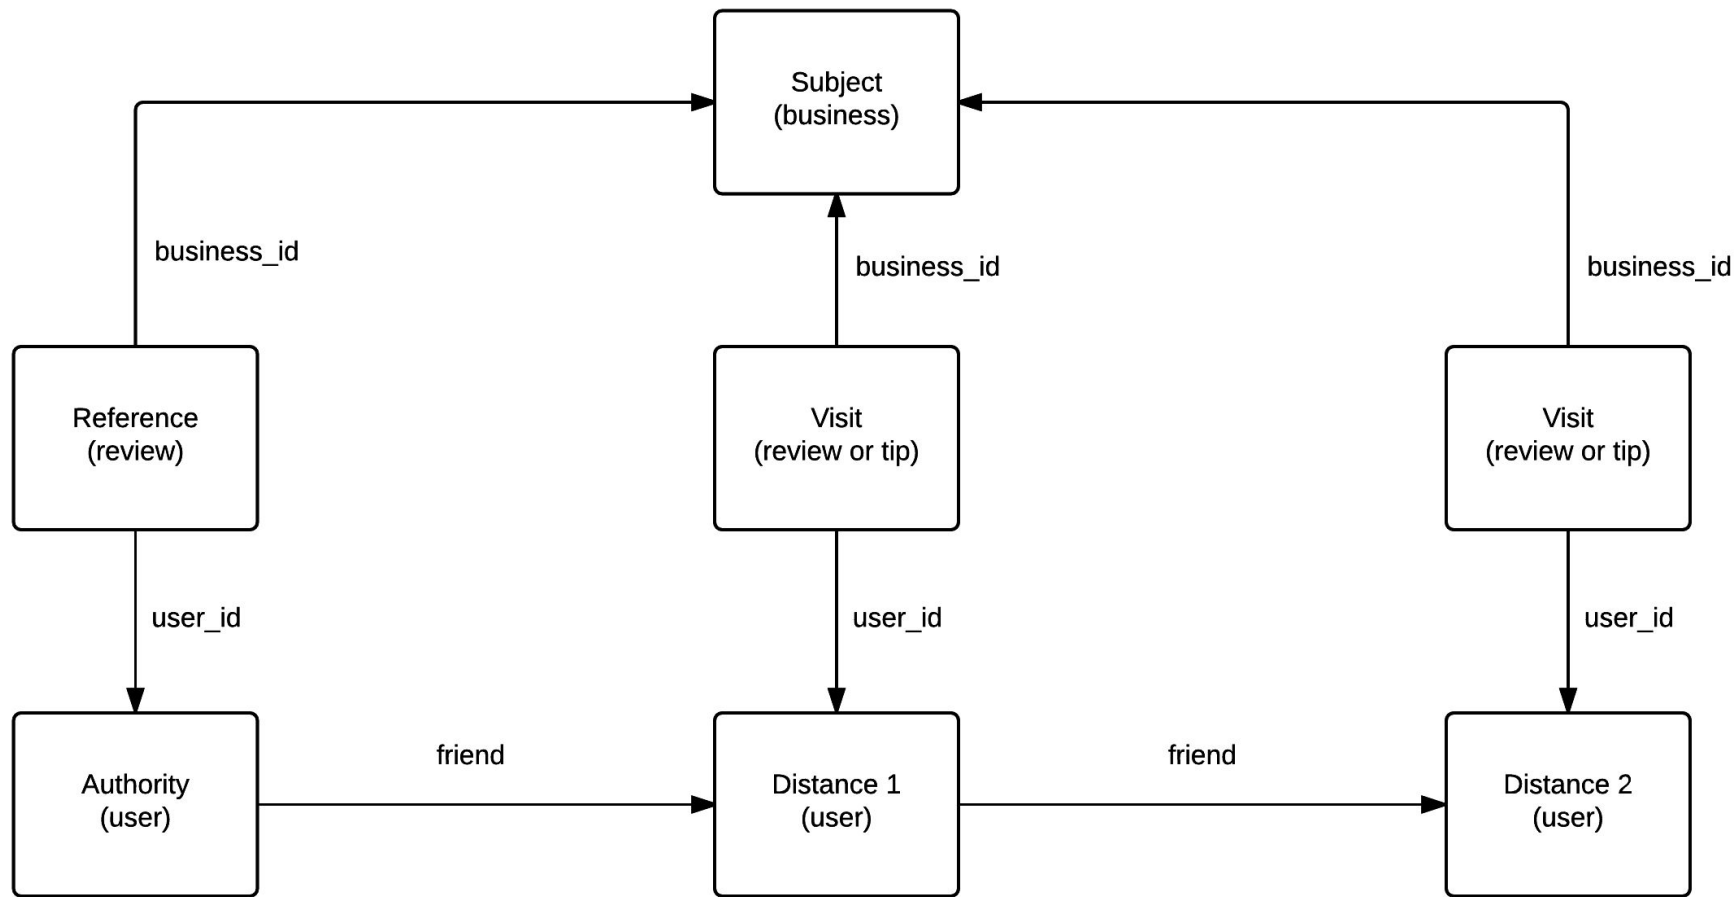 Subject
(business)
business_id
business_id
business_id
Reference
(review)
Visit
(review or tip)
Visit
(review or tip)
user_id
user_id
user_id
friend
friend
Authority
(user)
Distance 1
(user)
Distance 2
(user)